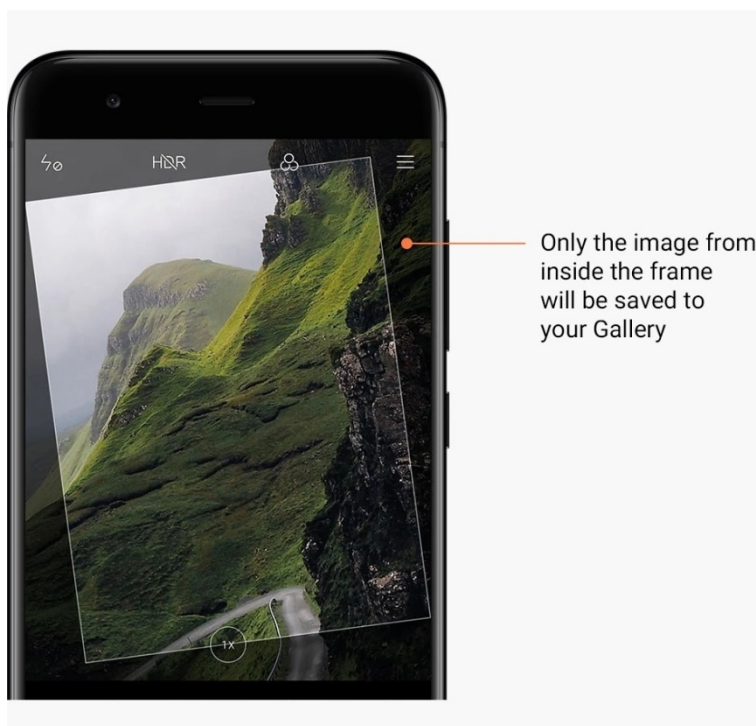 HDR
Only the image from
inside the frame
will be saved to
your Gallery
1X